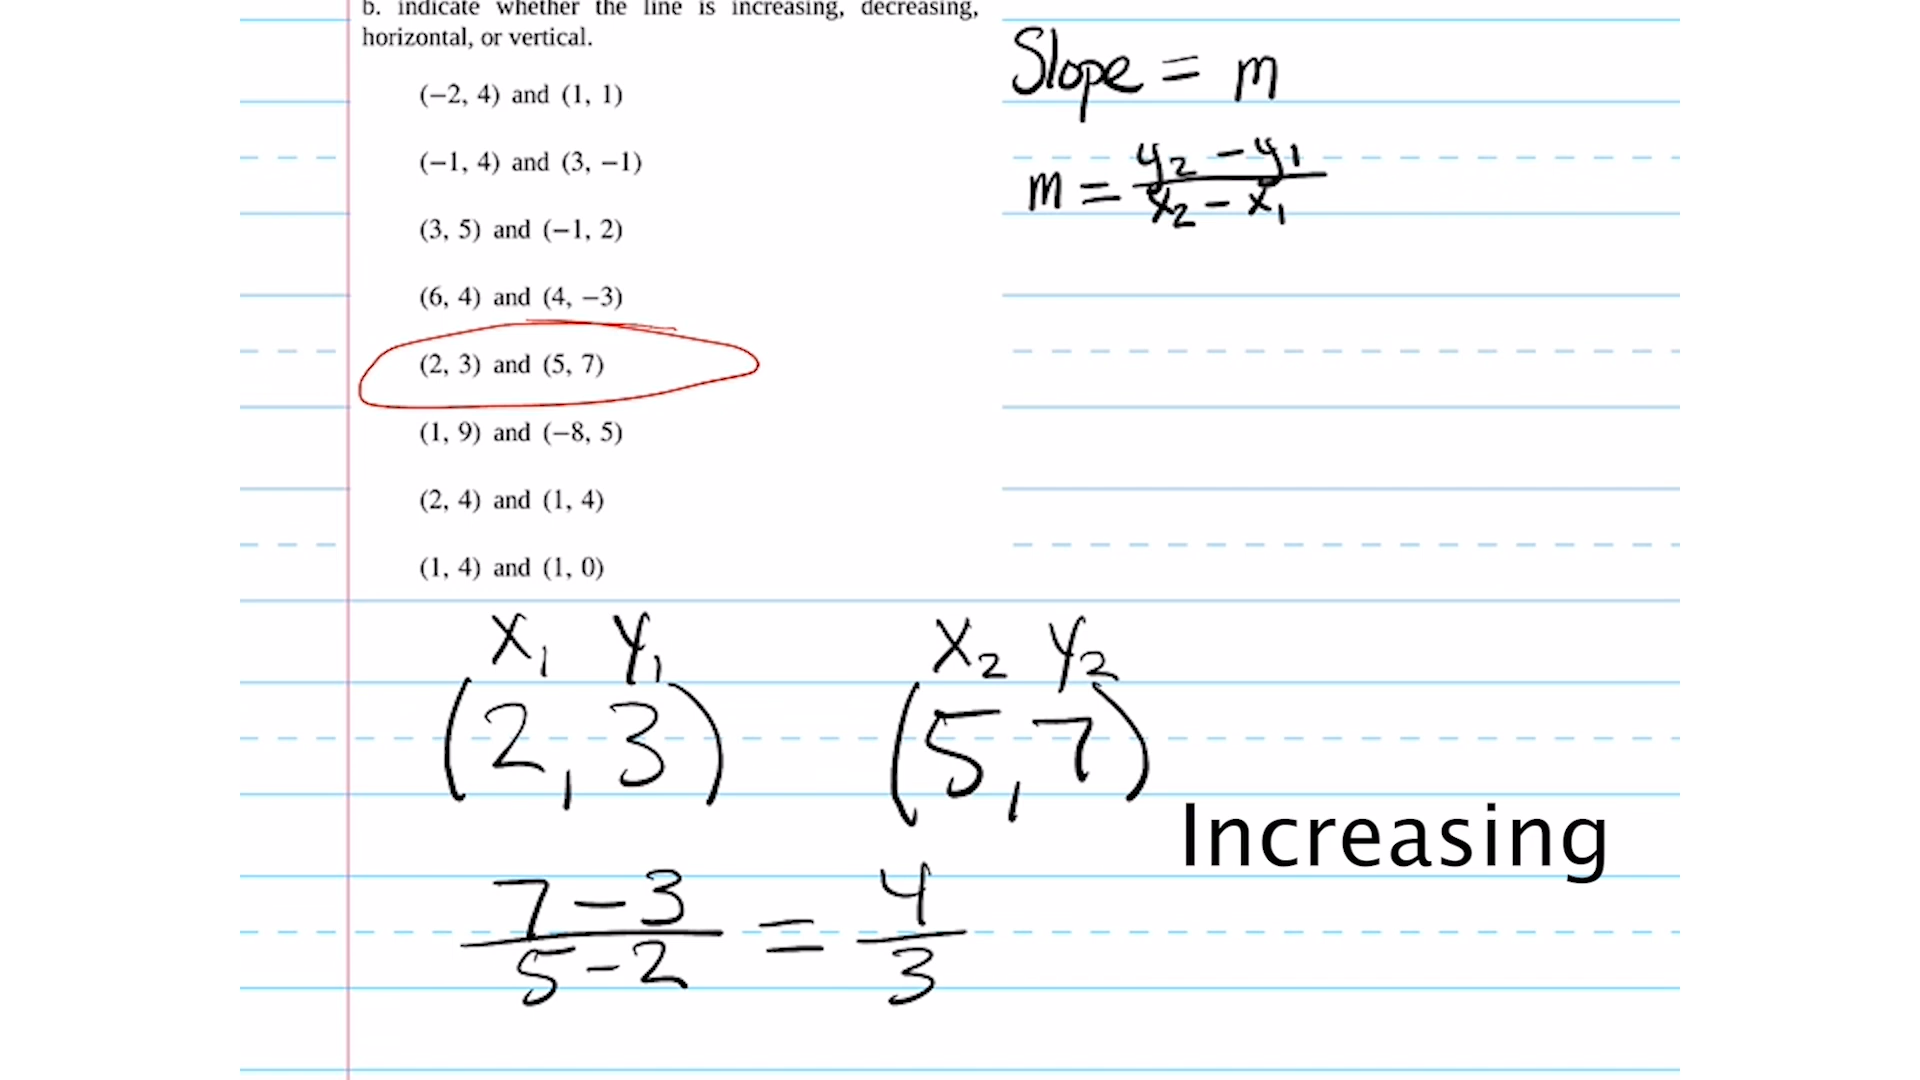 b. indicate whether the line is increasing, decreasing,
horizontal, or vertical.
(−2, 4) and (1, 1)
(−1, 4) and (3, −1)
(3, 5) and (−1, 2)
(6, 4) and (4, −3)
(2, 3) and (5, 7)
(1, 9) and (−8, 5)
(2, 4) and (1, 4)
(1, 4) and (1, 0)
Slope = m
m = y₂ − y₁ / x₂ − x₁
x₁ y₁ x₂ y₂
(2, 3) (5, 7)
Increasing
7 − 3 / 5 − 2 = 4 / 3